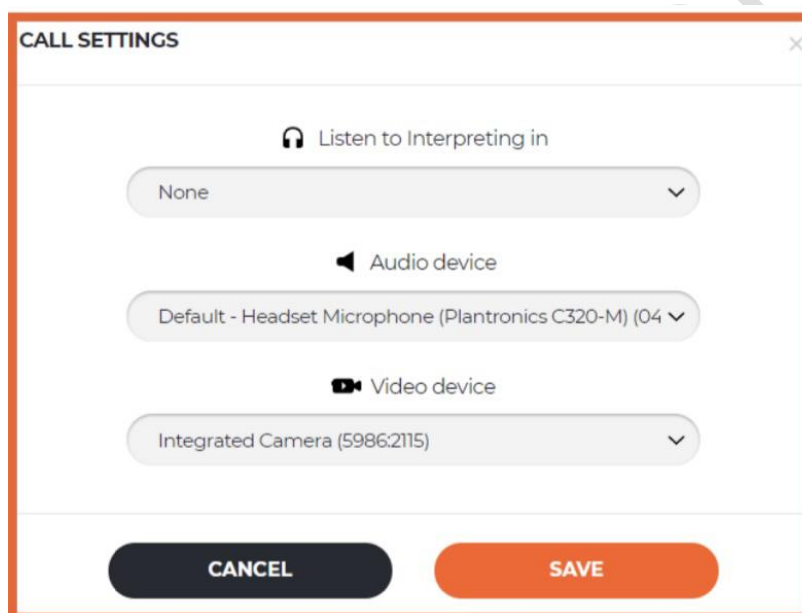 CALL SETTINGS
Listen to Interpreting in
None
Audio device
Default - Headset Microphone (Plantronics C320-M) (04
Video device
Integrated Camera (5986:2115)
CANCEL
SAVE